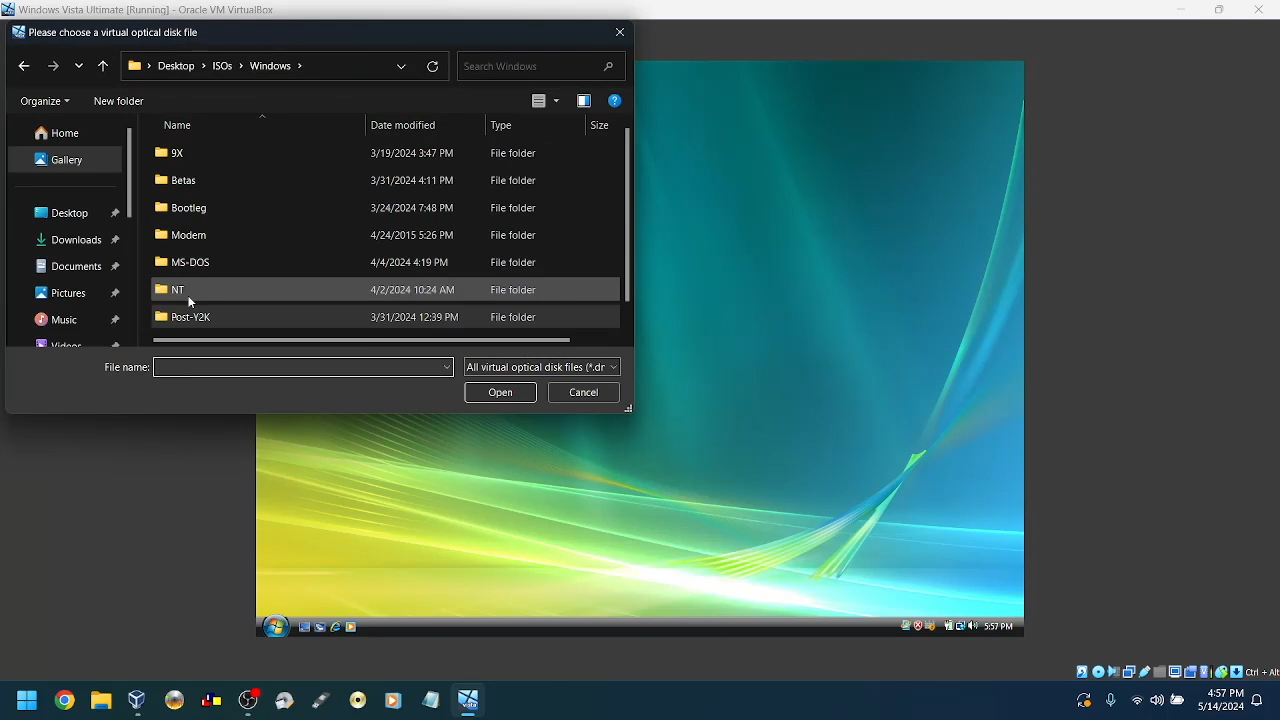 Windows Vista Ultimate [Running] - Oracle VM VirtualBox
Please choose a virtual optical disk file
Desktop > ISOs > Windows >
Search Windows
Organize
New folder
Name
Date modified
Type
Size
Home
Gallery
Desktop
Downloads
Documents
Pictures
Music
Videos
9X 3/19/2024 3:47 PM File folder
Betas 3/31/2024 4:11 PM File folder
Bootleg 3/24/2024 7:48 PM File folder
Modern 4/24/2015 5:26 PM File folder
MS-DOS 4/4/2024 4:19 PM File folder
NT 4/2/2024 10:24 AM File folder
Post-Y2K 3/31/2024 12:39 PM File folder
File name:
All virtual optical disk files (*.dr
Open
Cancel
5:57 PM
Ctrl + Alt
4:57 PM
5/14/2024